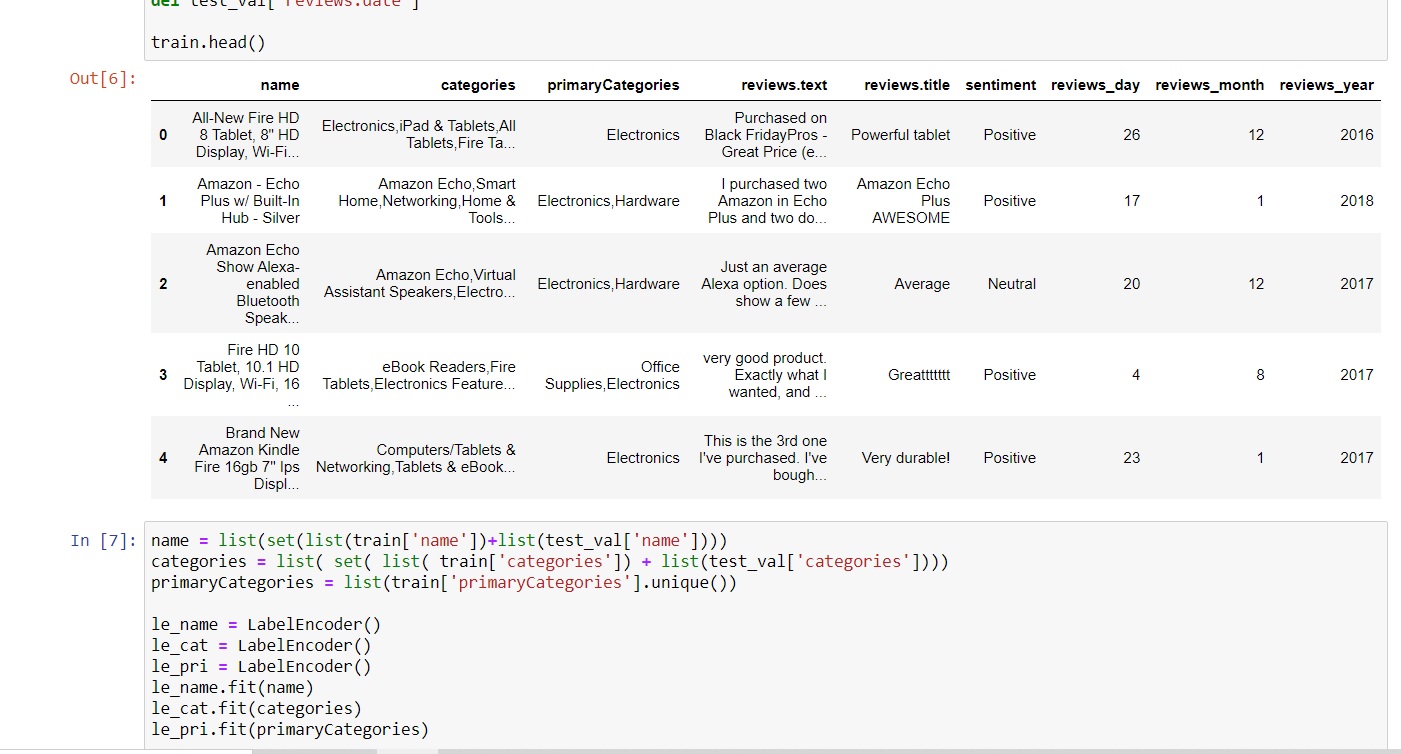 del test_val["reviews.date"]
train.head()
Out[6]:
name categories primaryCategories reviews.text reviews.title sentiment reviews_day reviews_month reviews_year
0 All-New Fire HD 8 Tablet, 8" HD Display, Wi-Fi... Electronics,iPad & Tablets,All Tablets,Fire Ta... Electronics Purchased on Black FridayPros - Great Price (e... Powerful tablet Positive 26 12 2016
1 Amazon - Echo Plus w/ Built-In Hub - Silver Amazon Echo,Smart Home,Networking,Home & Tools... Electronics,Hardware I purchased two Amazon in Echo Plus and two do... Amazon Echo Plus AWESOME Positive 17 1 2018
2 Amazon Echo Show Alexa-enabled Bluetooth Speak... Amazon Echo,Virtual Assistant Speakers,Electro... Electronics,Hardware Just an average Alexa option. Does show a few ... Average Neutral 20 12 2017
3 Fire HD 10 Tablet, 10.1 HD Display, Wi-Fi, 16 ... eBook Readers,Fire Tablets,Electronics Feature... Office Supplies,Electronics very good product. Exactly what I wanted, and ... Greattttttt Positive 4 8 2017
4 Brand New Amazon Kindle Fire 16gb 7" Ips Displ... Computers/Tablets & Networking,Tablets & eBook... Electronics This is the 3rd one I've purchased. I've bough... Very durable! Positive 23 1 2017
In [7]:
name = list(set(list(train['name'])+list(test_val['name'])))
categories = list( set( list( train['categories']) + list(test_val['categories'])))
primaryCategories = list(train['primaryCategories'].unique())
le_name = LabelEncoder()
le_cat = LabelEncoder()
le_pri = LabelEncoder()
le_name.fit(name)
le_cat.fit(categories)
le_pri.fit(primaryCategories)